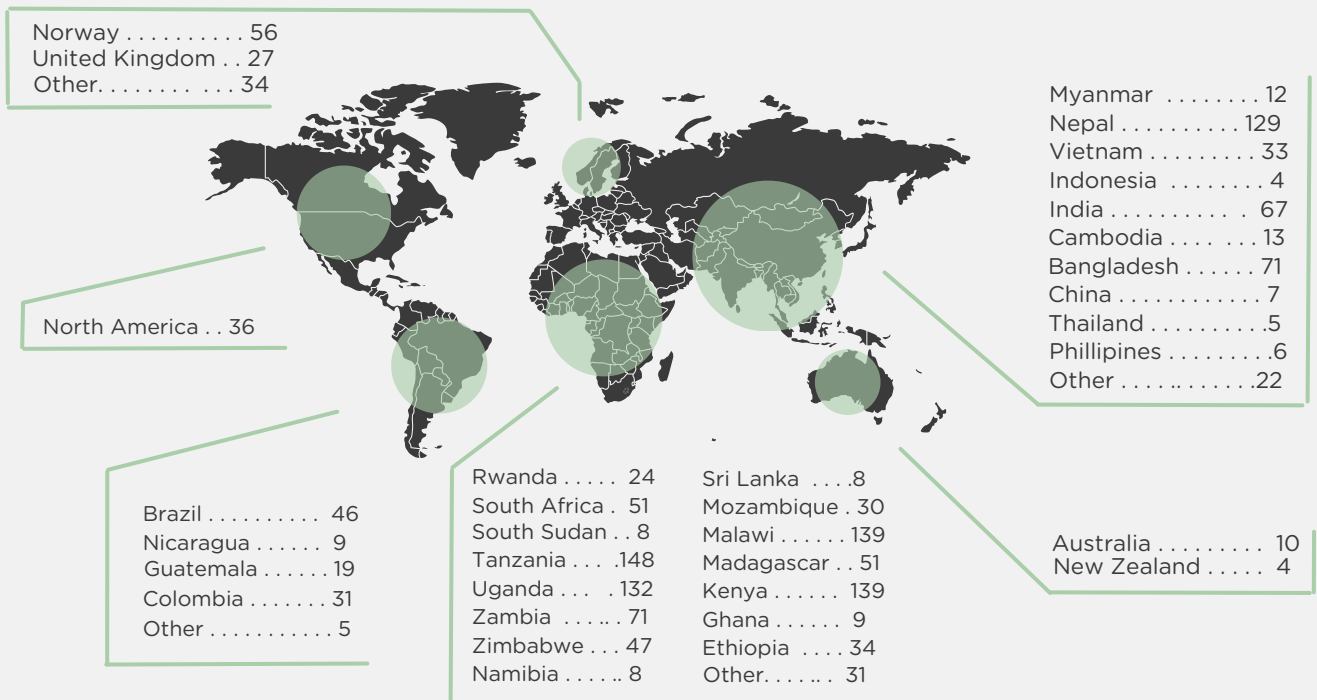 Norway . . . . . . . . . . 56
United Kingdom . . 27
Other. . . . . . . . . . . 34
Myanmar . . . . . . . . 12
Nepal . . . . . . . . . . 129
Vietnam . . . . . . . . . 33
Indonesia . . . . . . . . 4
India . . . . . . . . . . . 67
Cambodia . . . . . . . 13
Bangladesh . . . . . . 71
China . . . . . . . . . . . . 7
Thailand . . . . . . . . . .5
Phillipines . . . . . . . . .6
Other . . . . .. . . . . . .22
North America . . 36
Brazil . . . . . . . . . . 46
Nicaragua . . . . . . 9
Guatemala . . . . . . 19
Colombia . . . . . . . 31
Other . . . . . . . . . . . 5
Rwanda . . . . . 24
South Africa . 51
South Sudan . . 8
Tanzania . . . .148
Uganda . . . . 132
Zambia . . . .. . 71
Zimbabwe . . . 47
Namibia . . . . .. 8
Sri Lanka . . . .8
Mozambique . 30
Malawi . . . . . . 139
Madagascar . . 51
Kenya . . . . . . 139
Ghana . . . . . . 9
Ethiopia . . . . 34
Other. . . . .. . 31
Australia . . . . . . . . . 10
New Zealand . . . . . 4